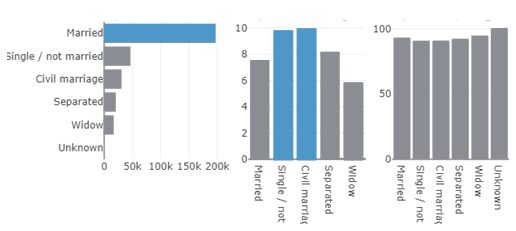 Married
Single / not married
Civil marriage
Separated
Widow
Unknown
0
50k
100k
150k
200k
10
8
6
4
2
0
Married
Single / not
Civil marriag
Separated
Widow
100
50
0
Married
Single / not
Civil marriag
Separated
Widow
Unknown